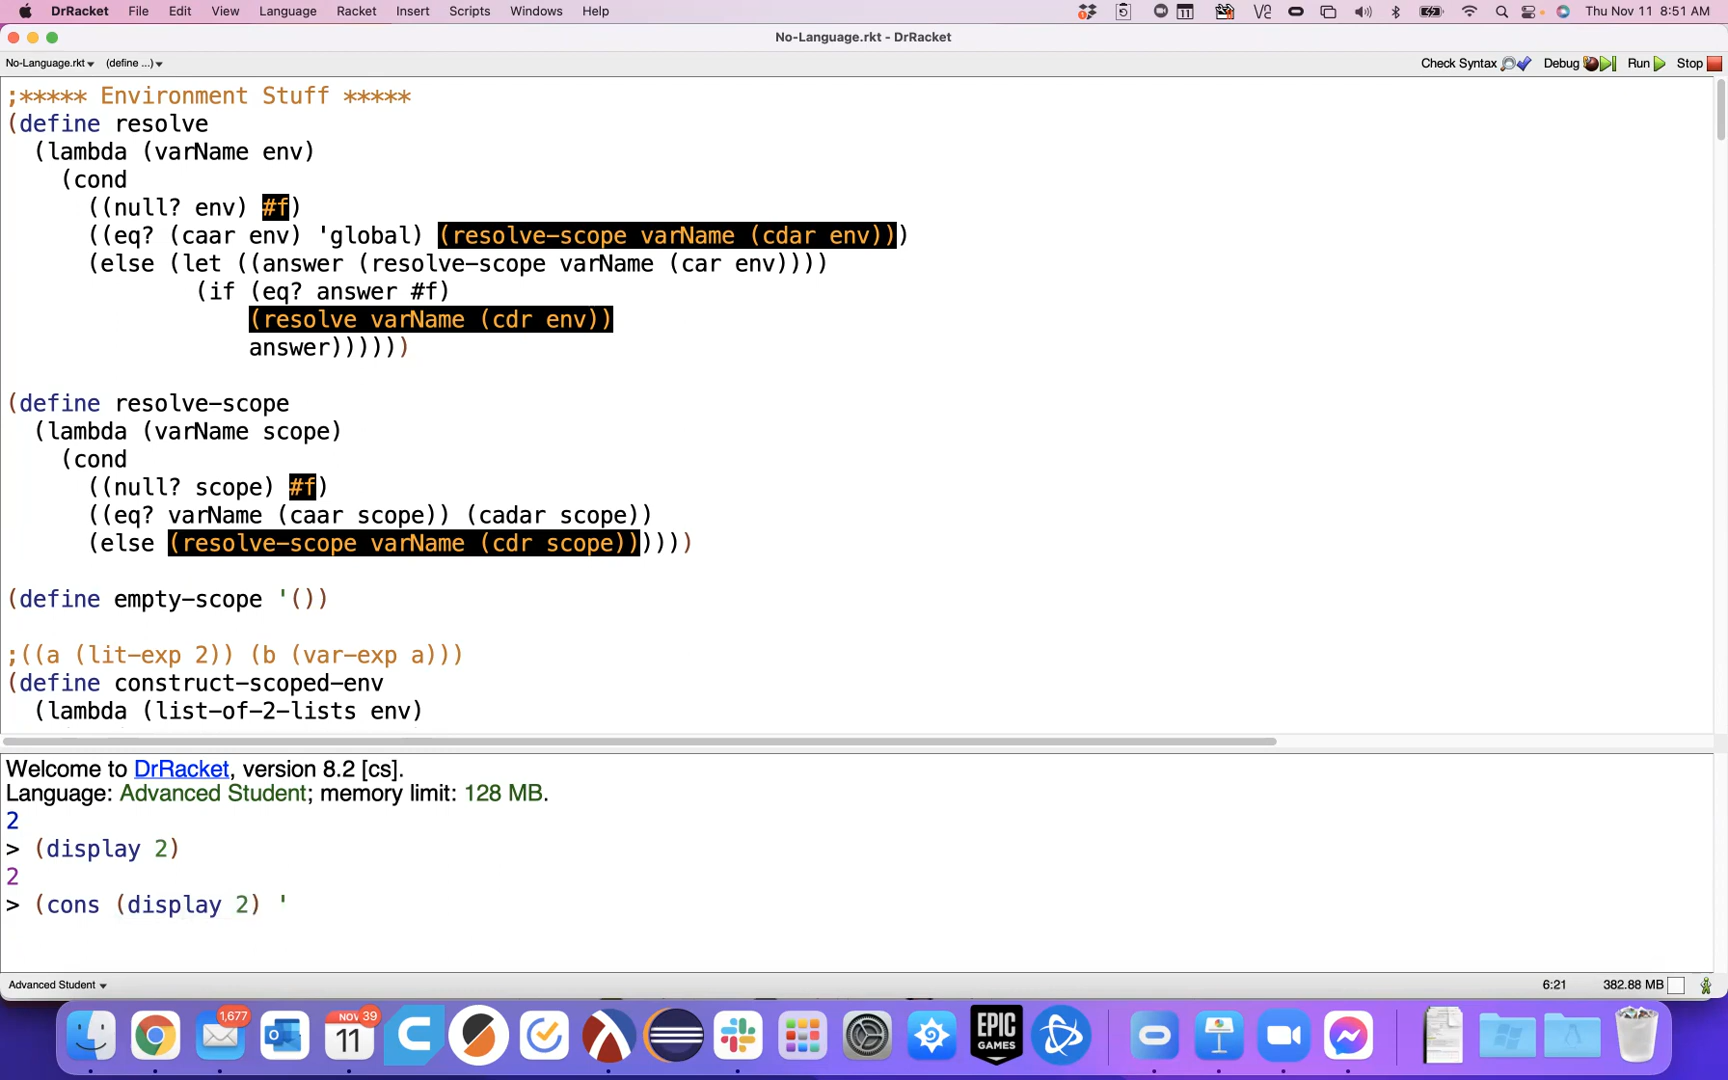 DrRacket File Edit View Language Racket Insert Scripts Windows Help Thu Nov 11 8:51 AM
No-Language.rkt - DrRacket
No-Language.rkt (define ...) Check Syntax Debug Run Stop
;***** Environment Stuff *****
(define resolve
(lambda (varName env)
(cond
((null? env) #f)
((eq? (caar env) 'global) (resolve-scope varName (cdar env)))
(else (let ((answer (resolve-scope varName (car env))))
(if (eq? answer #f)
(resolve varName (cdr env))
answer))))))
(define resolve-scope
(lambda (varName scope)
(cond
((null? scope) #f)
((eq? varName (caar scope)) (cadar scope))
(else (resolve-scope varName (cdr scope))))))
(define empty-scope '())
;((a (lit-exp 2)) (b (var-exp a)))
(define construct-scoped-env
(lambda (list-of-2-lists env)
Welcome to DrRacket, version 8.2 [cs].
Language: Advanced Student; memory limit: 128 MB.
2
> (display 2)
2
> (cons (display 2) '
Advanced Student 6:21 382.88 MB
1,677 NOV 39
11
EPIC
GAMES